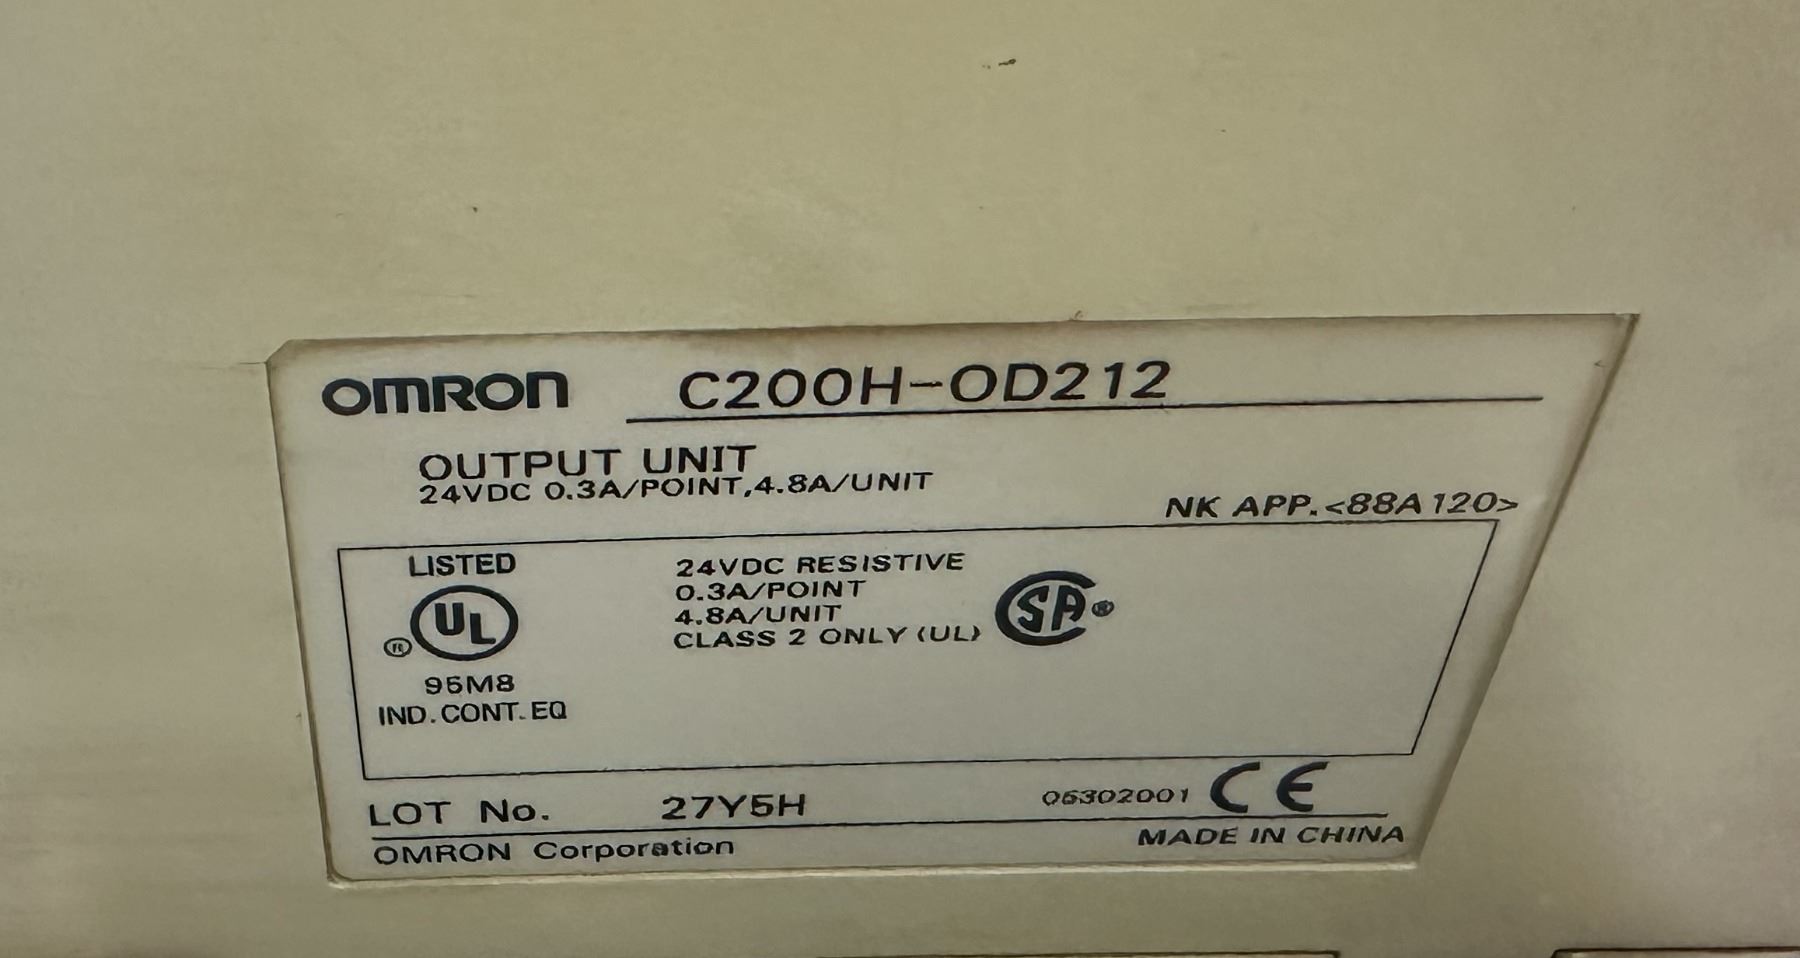 OMRON C200H-OD212
OUTPUT UNIT
24VDC 0.3A/POINT,4.8A/UNIT
NK APP.<88A120>
LISTED
UL
95M8
IND.CONT.EQ
24VDC RESISTIVE
0.3A/POINT
4.8A/UNIT
CLASS 2 ONLY (UL)
SA ®
LOT No. 27Y5H
06302001 CE
OMRON Corporation
MADE IN CHINA